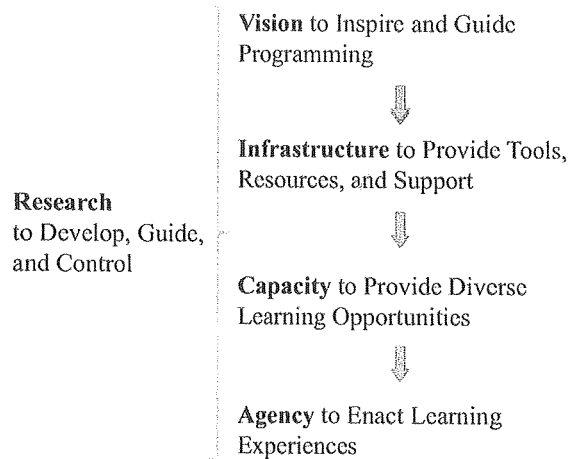 Vision to Inspire and Guide
Programming
Infrastructure to Provide Tools,
Resources, and Support
Research
to Develop, Guide,
and Control
Capacity to Provide Diverse
Learning Opportunities
Agency to Enact Learning
Experiences